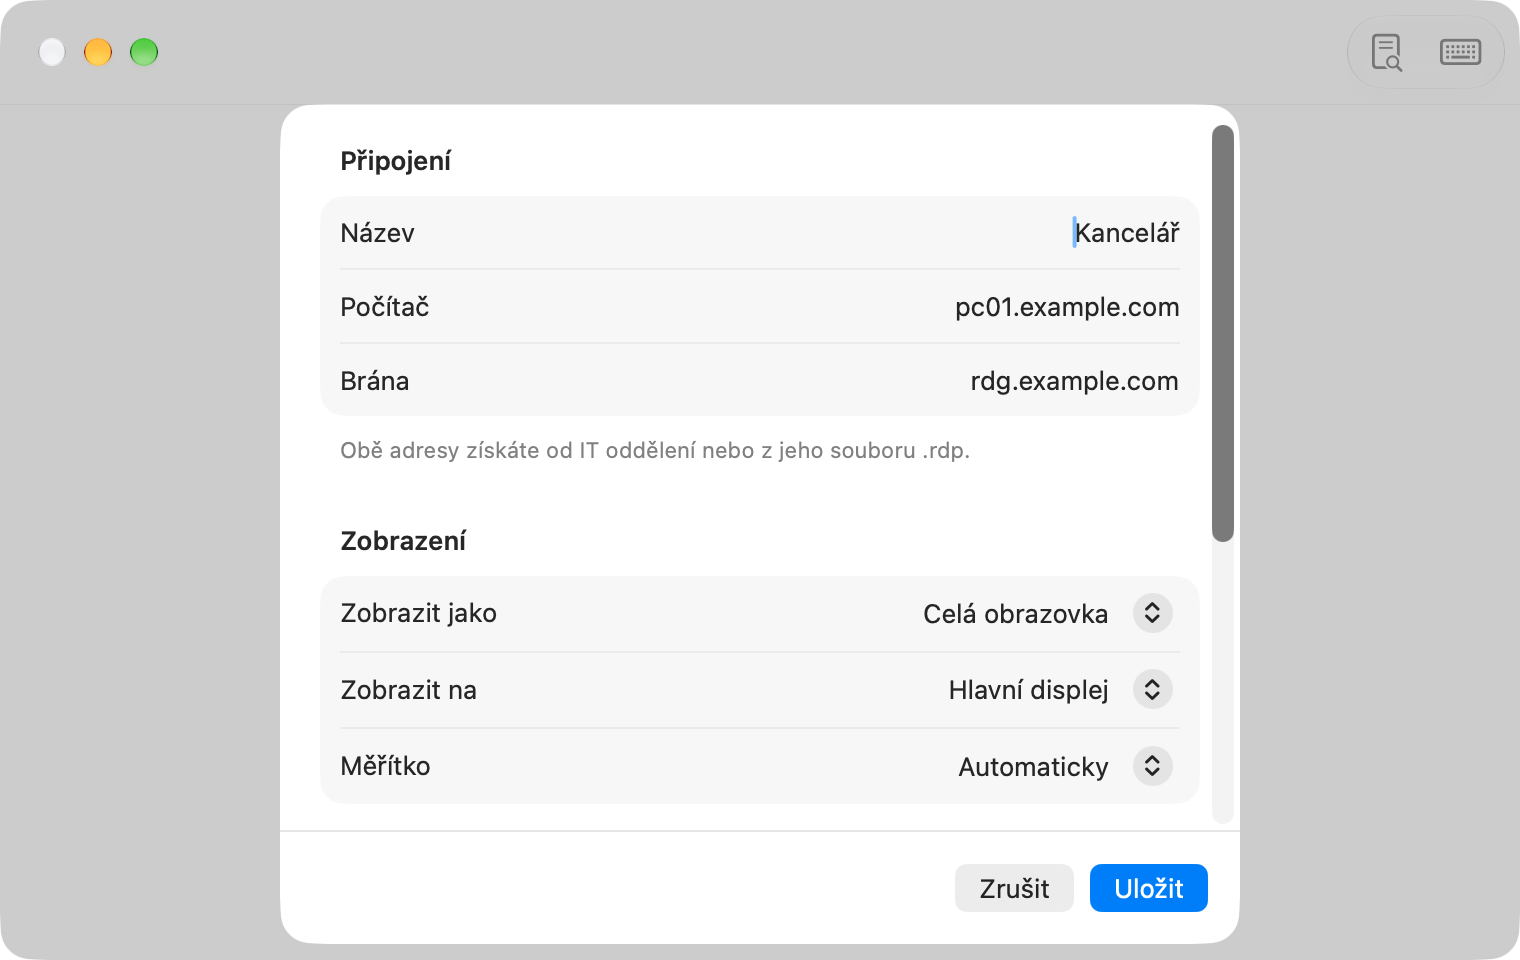 Připojení
Název Kancelář
Počítač pc01.example.com
Brána rdg.example.com
Obě adresy získáte od IT oddělení nebo z jeho souboru .rdp.
Zobrazení
Zobrazit jako Celá obrazovka
Zobrazit na Hlavní displej
Měřítko Automaticky
Zrušit Uložit